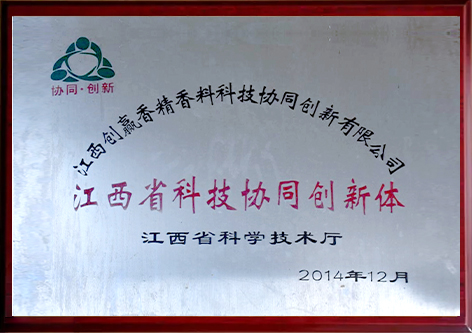 协同·创新
江西创赢香精香料科技协同创新有限公司
江西省科技协同创新体
江西省科学技术厅
2014年12月